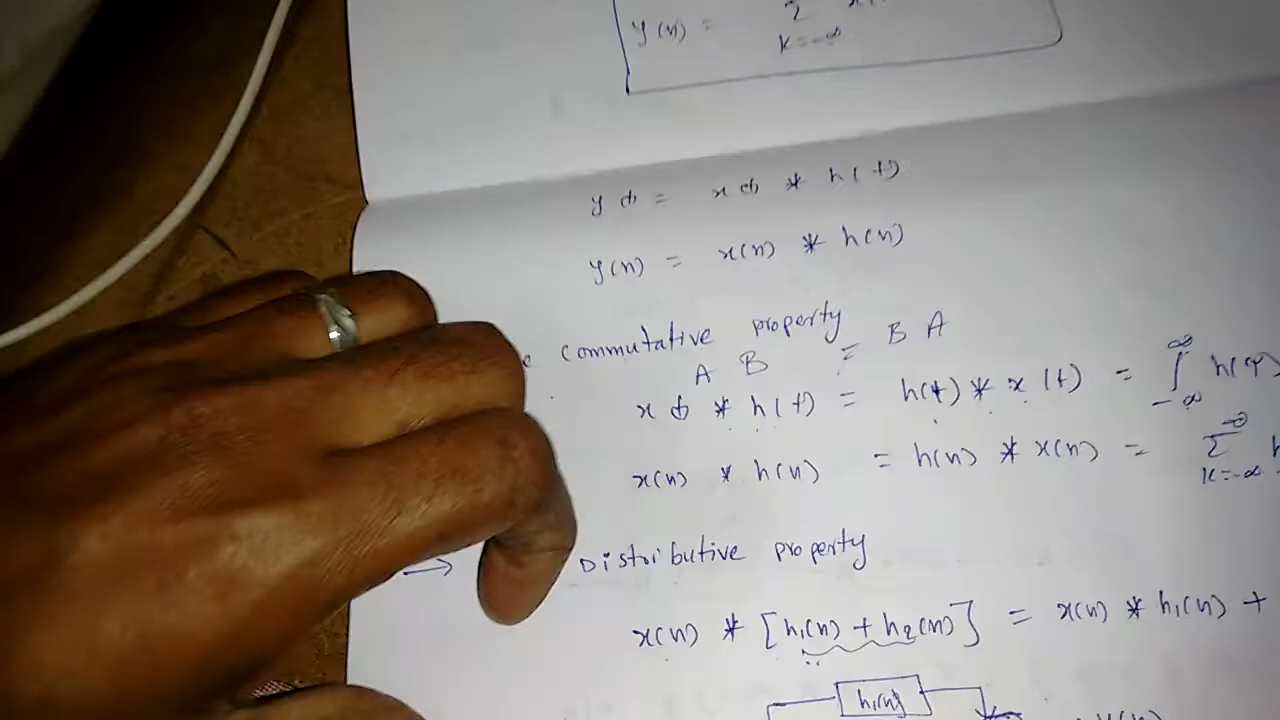 y(n) = Σ
k=-∞
y(t) = x(t) * h(t)
y(n) = x(n) * h(n)
commutative property
A B = B A
x(t) * h(t) = h(t) * x(t) = ∫ -∞ ∞ h(τ)
x(n) * h(n) = h(n) * x(n) = Σ k=-∞ ∞ h
→ Distributive property
x(n) * [h₁(n) + h₂(n)] = x(n) * h₁(n) +
h₁(n)